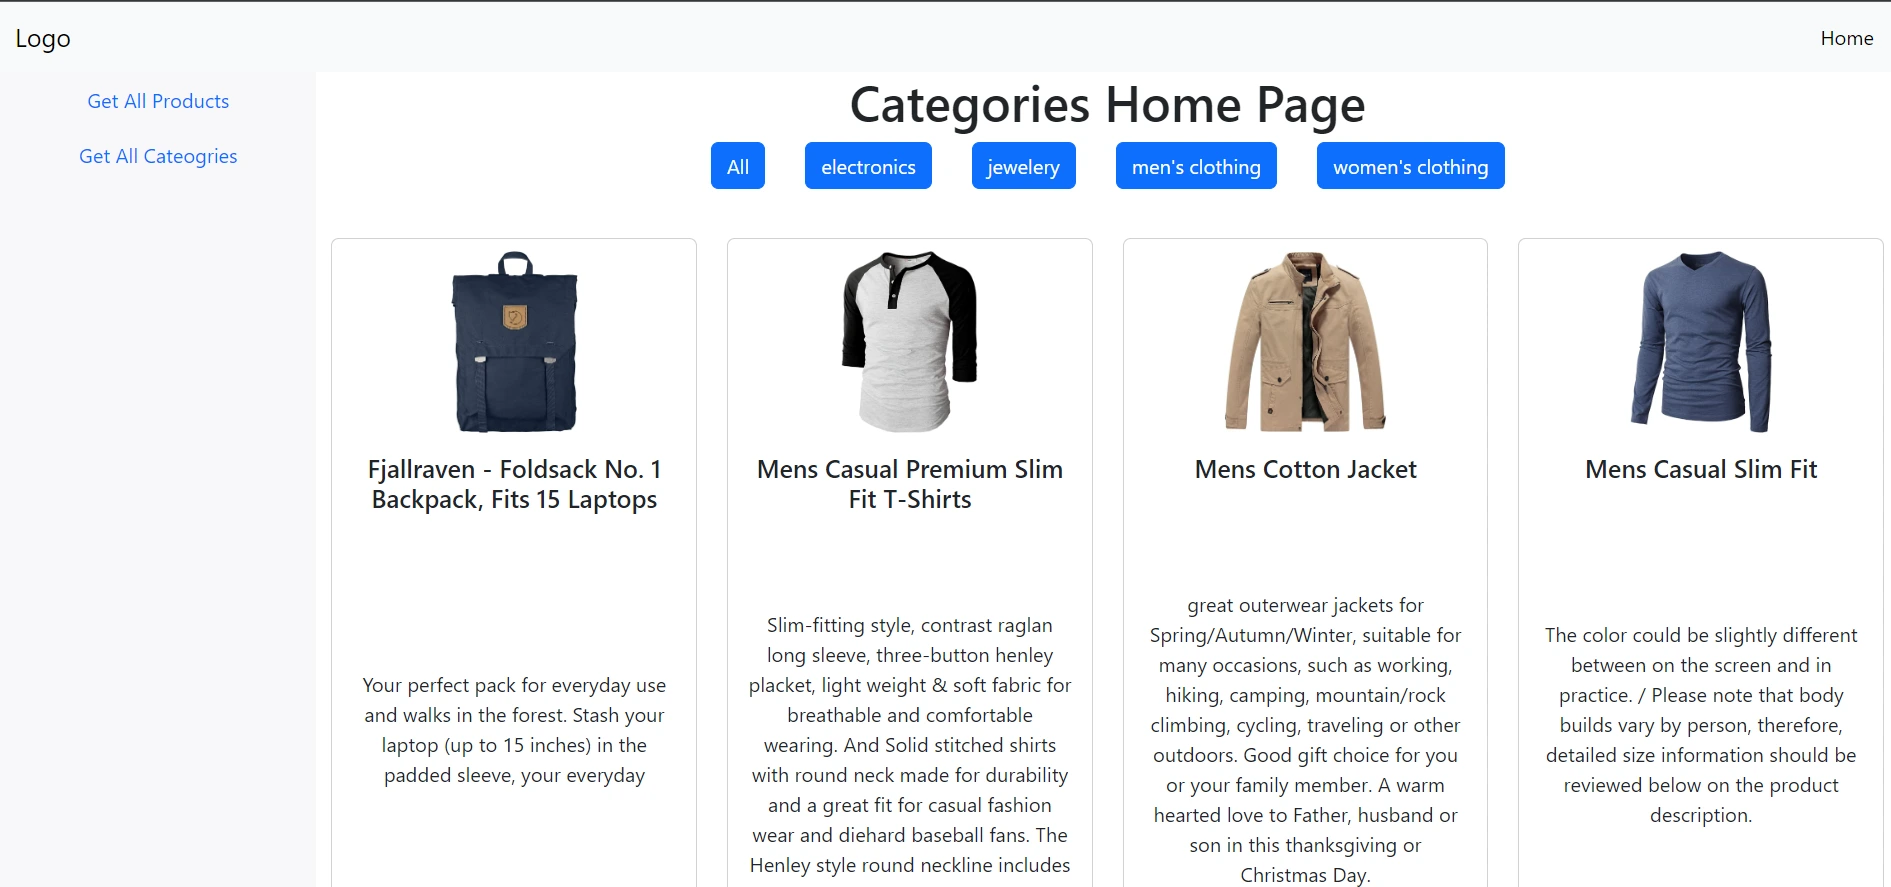 Logo
Home
Get All Products
Get All Cateogries
Categories Home Page
All
electronics
jewelery
men's clothing
women's clothing
Fjallraven - Foldsack No. 1
Backpack, Fits 15 Laptops
Your perfect pack for everyday use
and walks in the forest. Stash your
laptop (up to 15 inches) in the
padded sleeve, your everyday
Mens Casual Premium Slim
Fit T-Shirts
Slim-fitting style, contrast raglan
long sleeve, three-button henley
placket, light weight & soft fabric for
breathable and comfortable
wearing. And Solid stitched shirts
with round neck made for durability
and a great fit for casual fashion
wear and diehard baseball fans. The
Henley style round neckline includes
Mens Cotton Jacket
great outerwear jackets for
Spring/Autumn/Winter, suitable for
many occasions, such as working,
hiking, camping, mountain/rock
climbing, cycling, traveling or other
outdoors. Good gift choice for you
or your family member. A warm
hearted love to Father, husband or
son in this thanksgiving or
Christmas Day.
Mens Casual Slim Fit
The color could be slightly different
between on the screen and in
practice. / Please note that body
builds vary by person, therefore,
detailed size information should be
reviewed below on the product
description.